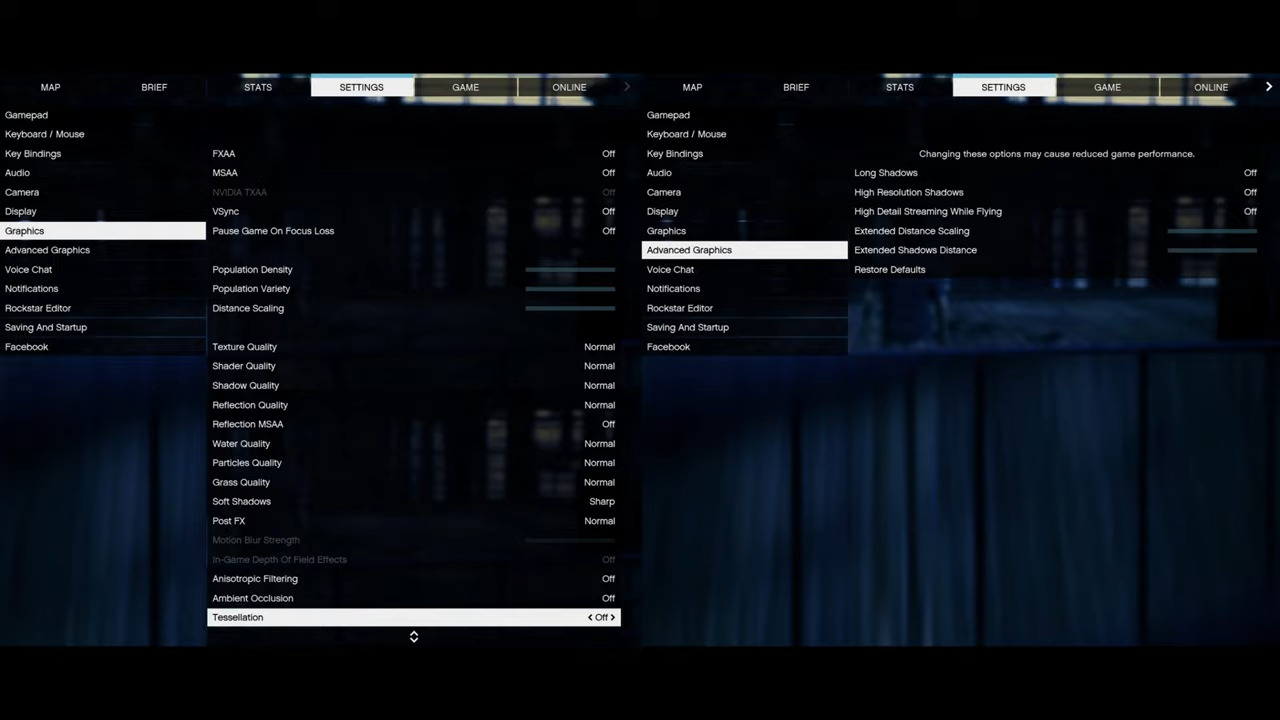 MAP BRIEF STATS SETTINGS GAME ONLINE
Gamepad
Keyboard / Mouse
Key Bindings
Audio
Camera
Display
Graphics
Advanced Graphics
Voice Chat
Notifications
Rockstar Editor
Saving And Startup
Facebook
FXAA Off
MSAA Off
NVIDIA TXAA Off
VSync Off
Pause Game On Focus Loss Off
Population Density
Population Variety
Distance Scaling
Texture Quality Normal
Shader Quality Normal
Shadow Quality Normal
Reflection Quality Normal
Reflection MSAA Off
Water Quality Normal
Particles Quality Normal
Grass Quality Normal
Soft Shadows Sharp
Post FX Normal
Motion Blur Strength
In-Game Depth Of Field Effects Off
Anisotropic Filtering Off
Ambient Occlusion Off
Tessellation Off
MAP BRIEF STATS SETTINGS GAME ONLINE
Gamepad
Keyboard / Mouse
Key Bindings
Audio
Camera
Display
Graphics
Advanced Graphics
Voice Chat
Notifications
Rockstar Editor
Saving And Startup
Facebook
Changing these options may cause reduced game performance.
Long Shadows Off
High Resolution Shadows Off
High Detail Streaming While Flying Off
Extended Distance Scaling
Extended Shadows Distance
Restore Defaults